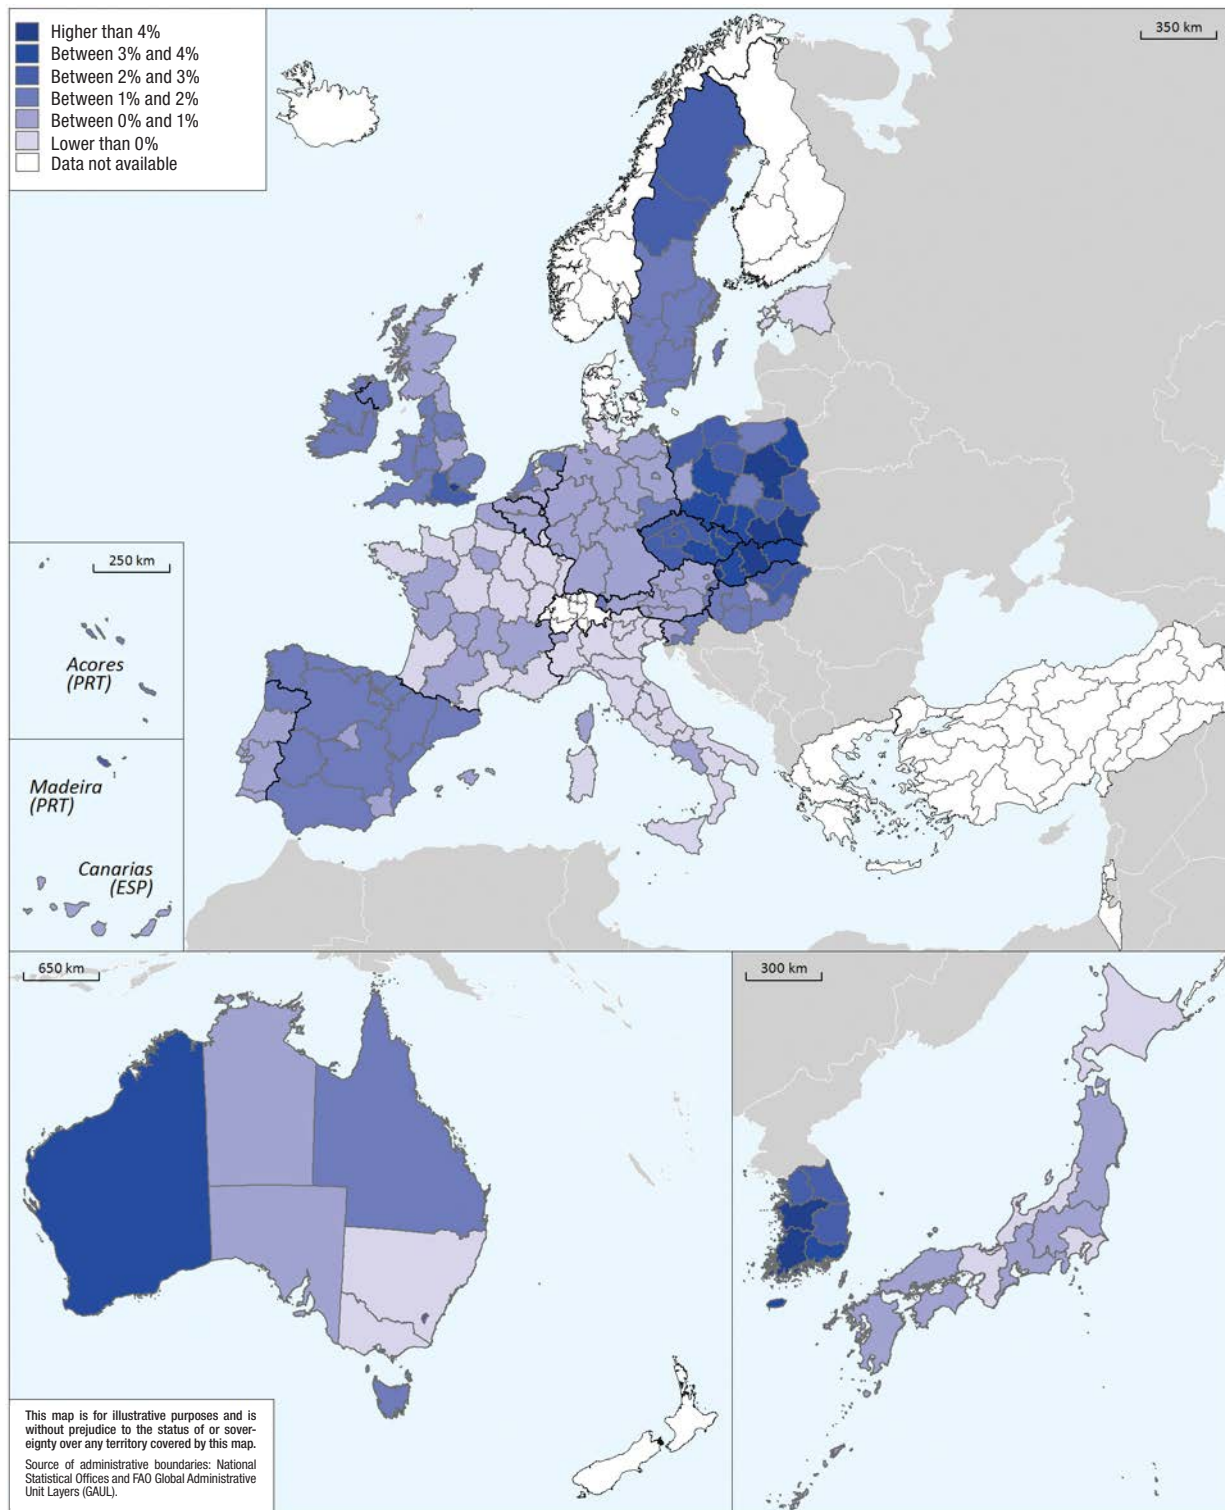 Higher than 4%
Between 3% and 4%
Between 2% and 3%
Between 1% and 2%
Between 0% and 1%
Lower than 0%
Data not available
350 km
250 km
Acores
(PRT)
Madeira
(PRT)
Canarias
(ESP)
650 km
300 km
This map is for illustrative purposes and is
without prejudice to the status of or sover-
eignty over any territory covered by this map.
Source of administrative boundaries: National
Statistical Offices and FAO Global Administrative
Unit Layers (GAUL).